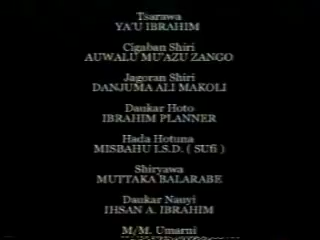 Tsarawa
YA'U IBRAHIM
Cigaban Shiri
AUWALU MU'AZU ZANGO
Jagoran Shiri
DANJUMA ALI MAKOLI
Daukar Hoto
IBRAHIM PLANNER
Hada Hotuna
MISBAHU I.S.D. ( SUfi )
Shiryawa
MUTTAKA BALARABE
Daukar Nauyi
IHSAN A. IBRAHIM
M/M. Umarni